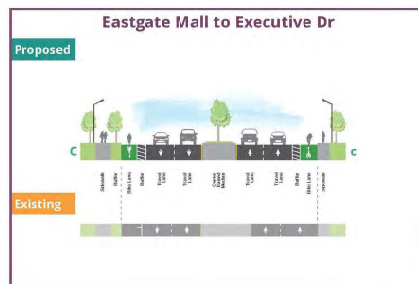 Eastgate Mall to Executive Dr
Proposed
C
c
Sidewalk
Buffer
Bike Lane
Buffer
Travel Lane
Travel Lane
Center Raised Median
Travel Lane
Travel Lane
Buffer
Bike Lane
Existing